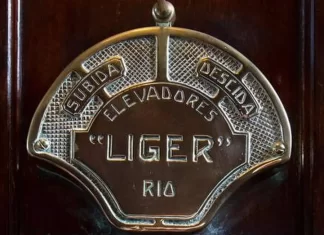 SUBIDA
DESCIDA
ELEVADORES
"LIGER"
RIO